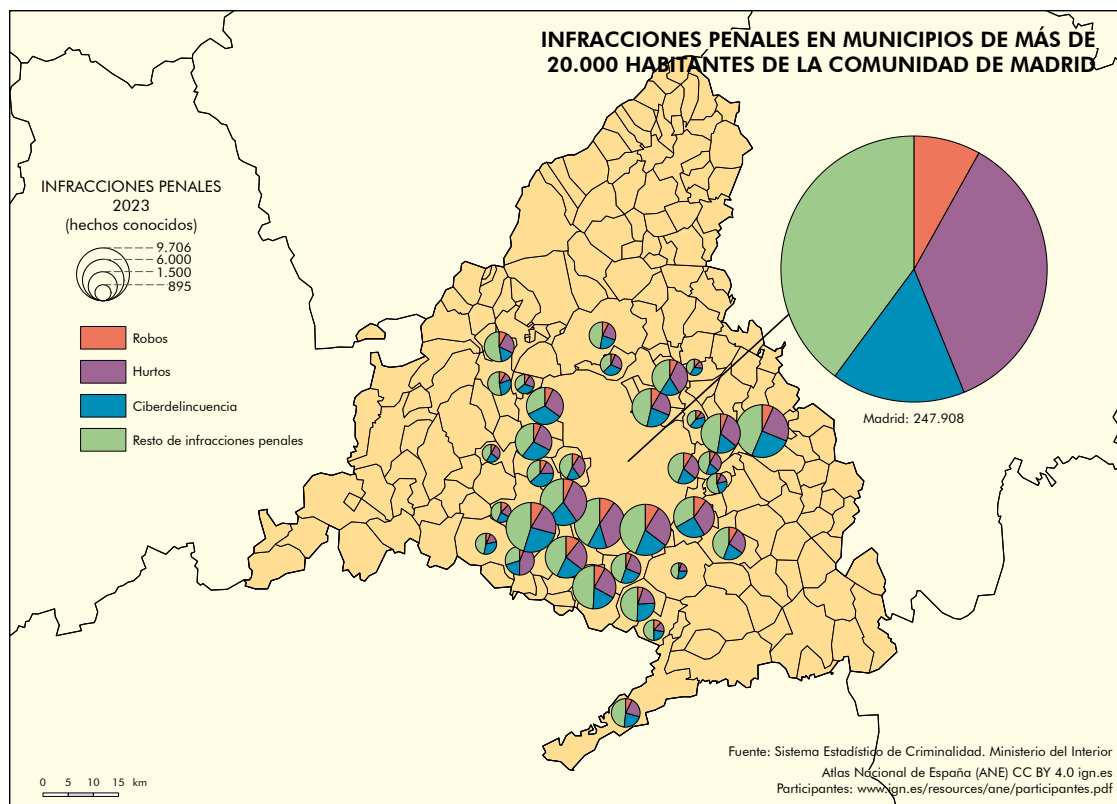 INFRACCIONES PENALES EN MUNICIPIOS DE MÁS DE
20.000 HABITANTES DE LA COMUNIDAD DE MADRID
INFRACCIONES PENALES
2023
(hechos conocidos)
9.706
6.000
1.500
895
Robos
Hurtos
Ciberdelincuencia
Resto de infracciones penales
Madrid: 247.908
Fuente: Sistema Estadístico de Criminalidad. Ministerio del Interior
Atlas Nacional de España (ANE) CC BY 4.0 ign.es
Participantes: www.ign.es/resources/ane/participantes.pdf
0 5 10 15 km